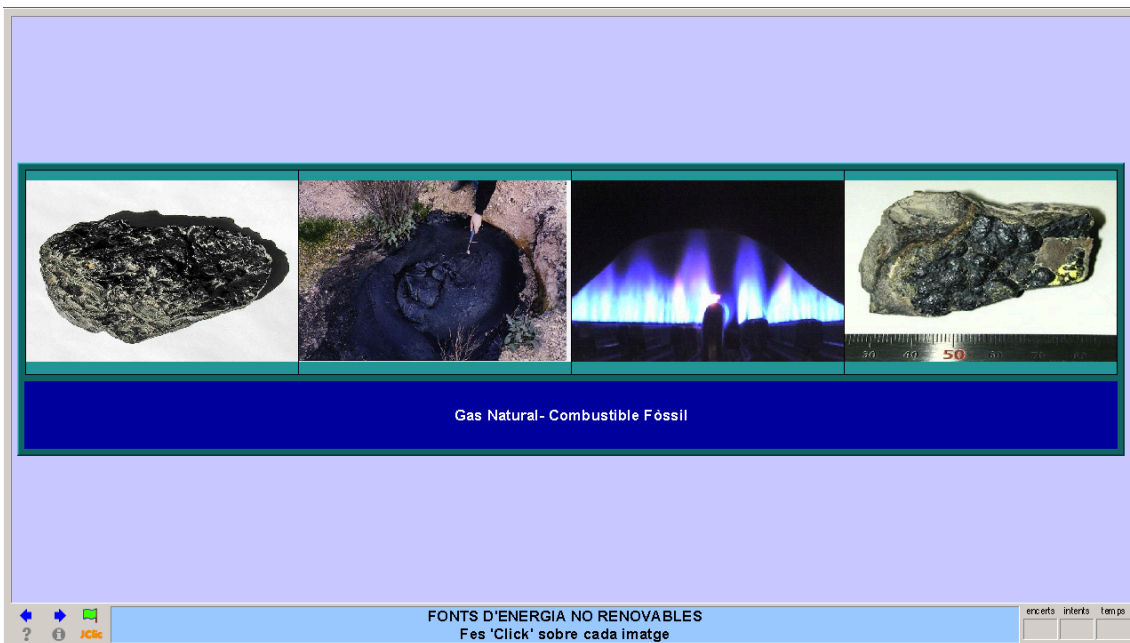 30 40 50 60 70 80
Gas Natural- Combustible Fòssil
FONTS D'ENERGIA NO RENOVABLES
Fes 'Click' sobre cada imatge
encerts intents temps
JClic